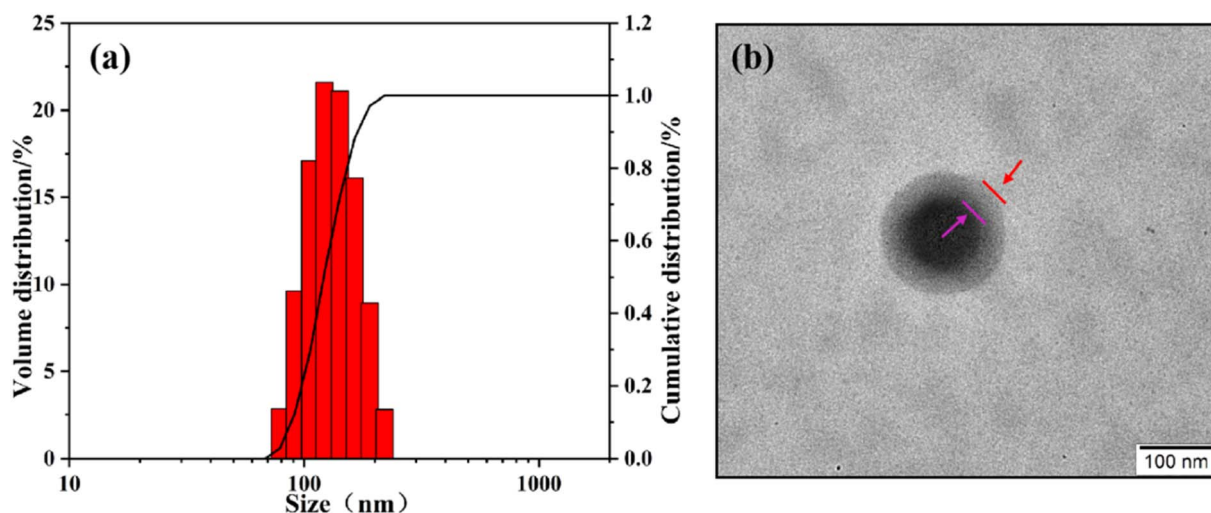 (a)
Volume distribution/%
25
20
15
10
5
0
1.2
1.0
0.8
0.6
0.4
0.2
0.0
Cumulative distribution/%
10
100
1000
Size（nm）
(b)
100 nm